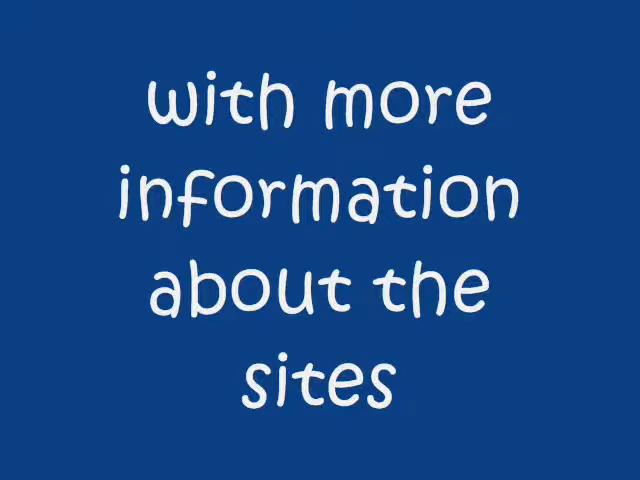 with more
information
about the
sites